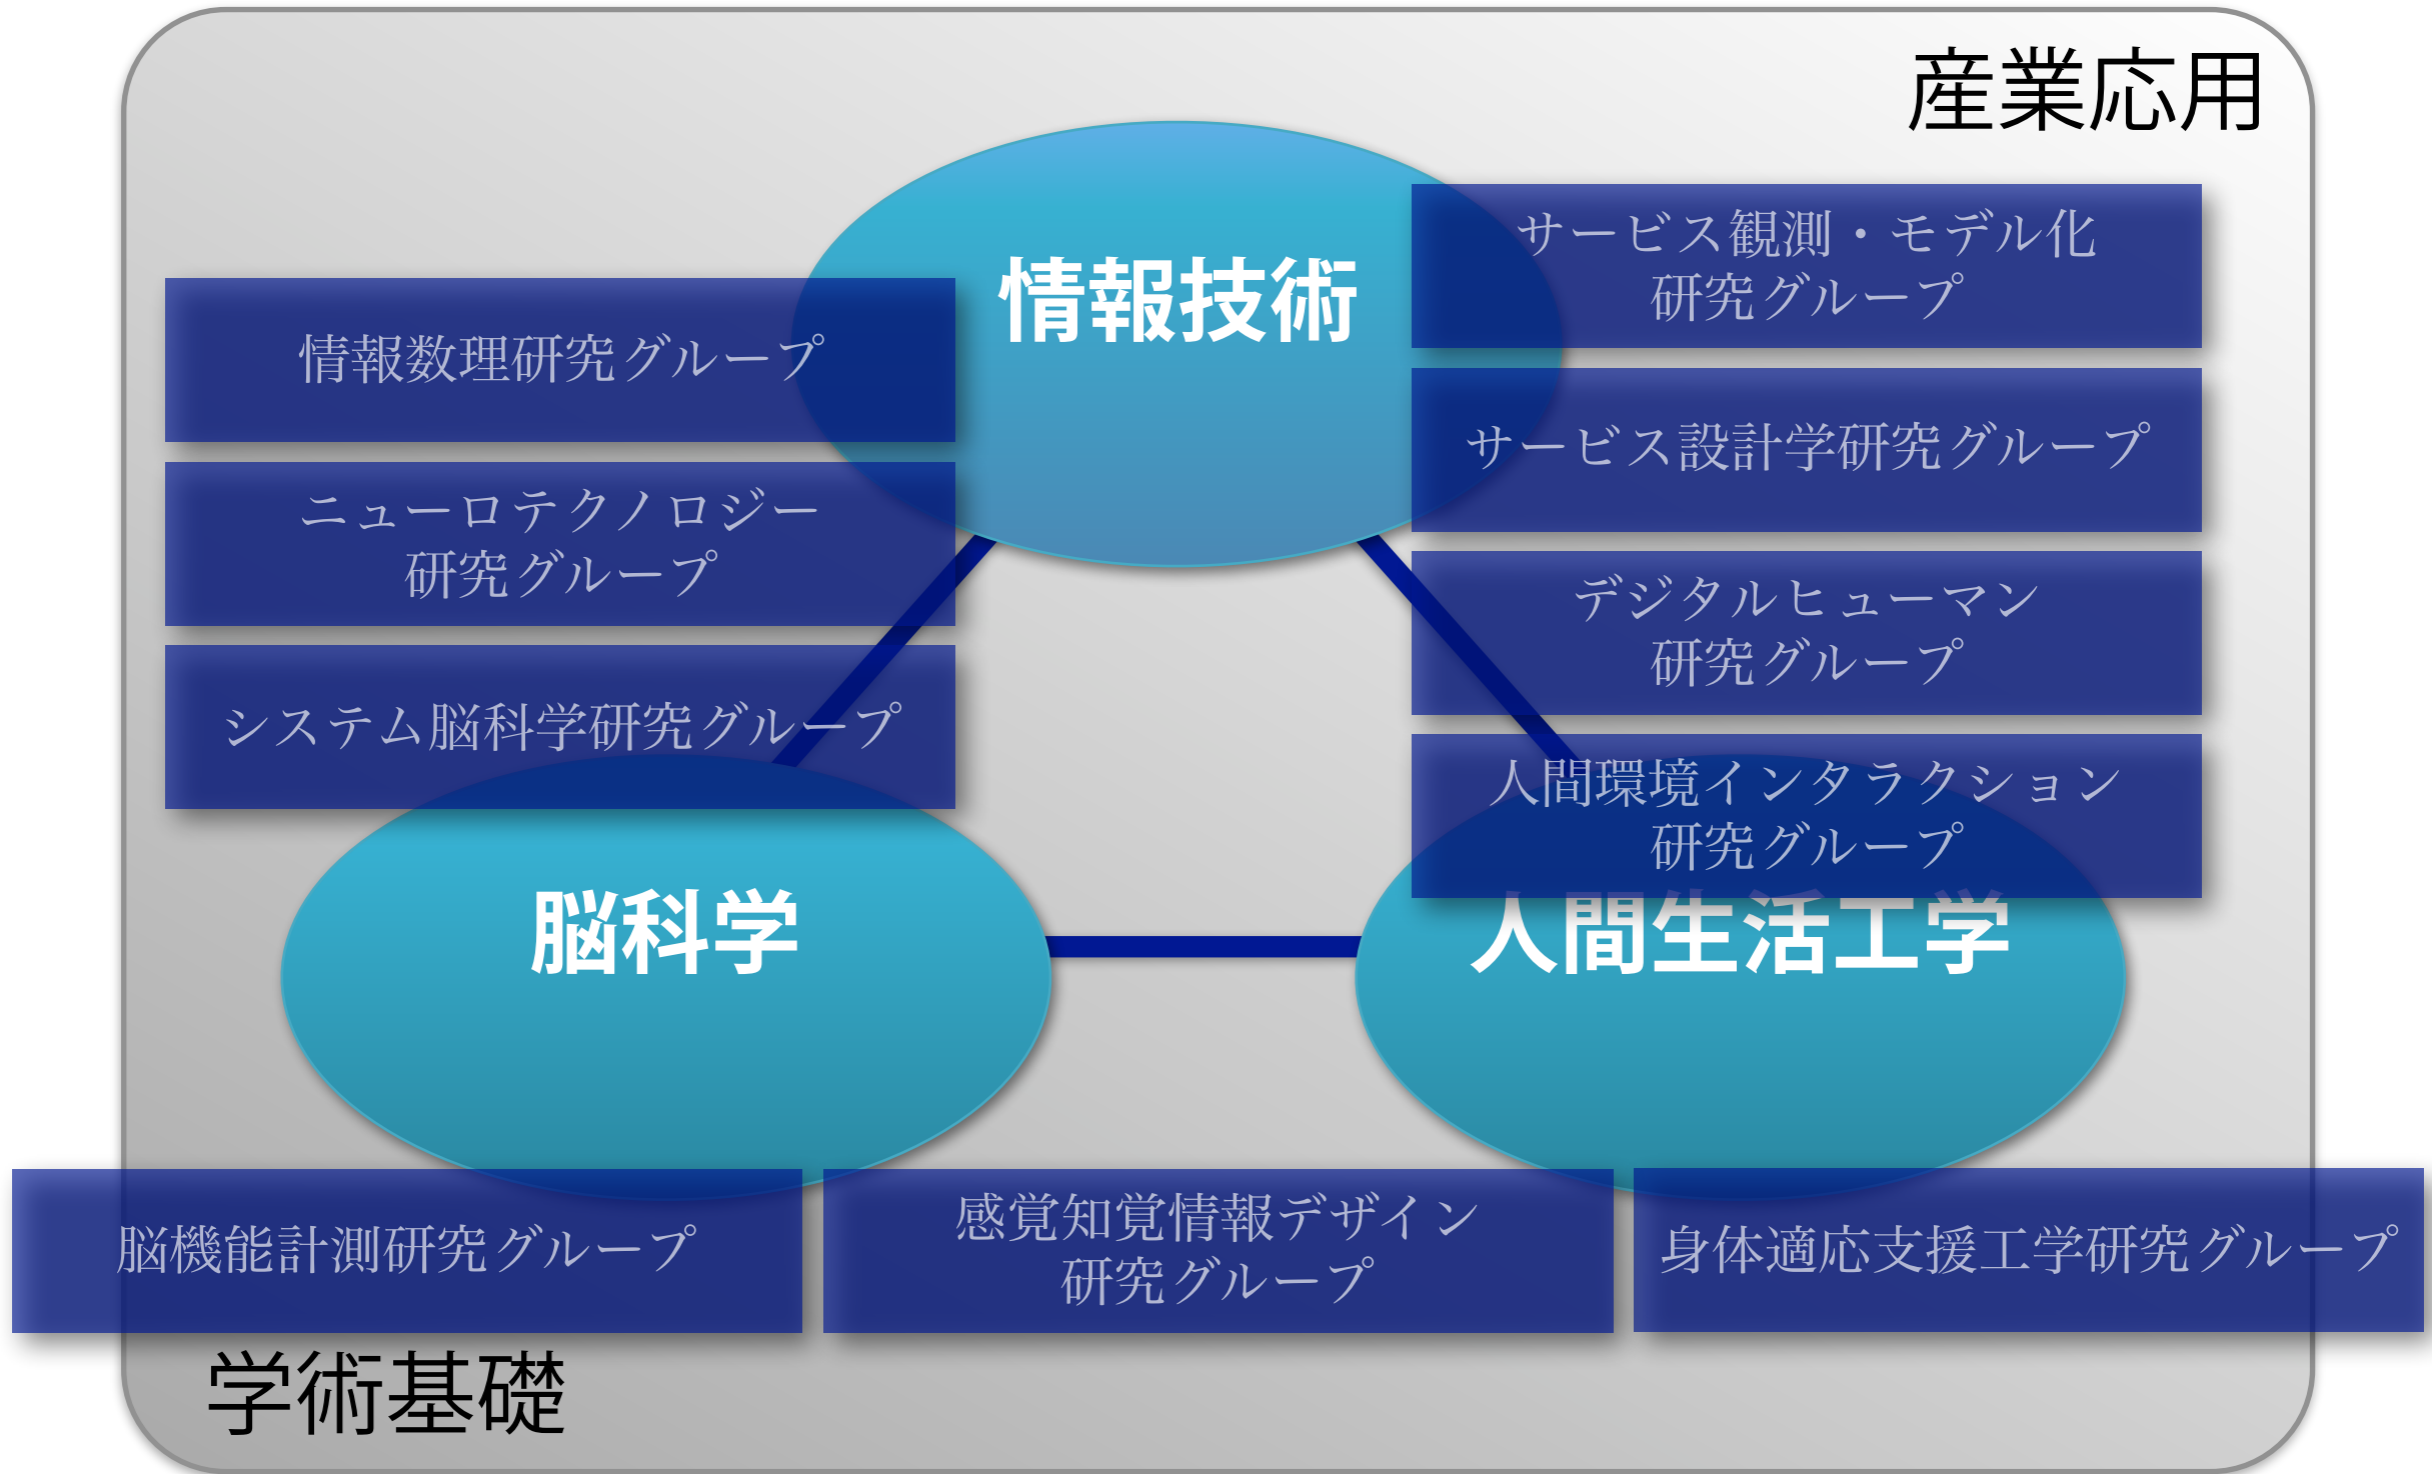 産業応用
情報技術
サービス観測・モデル化
研究グループ
情報数理研究グループ
サービス設計学研究グループ
ニューロテクノロジー
研究グループ
デジタルヒューマン
研究グループ
システム脳科学研究グループ
人間環境インタラクション
研究グループ
脳科学
人間生活工学
脳機能計測研究グループ
感覚知覚情報デザイン
研究グループ
身体適応支援工学研究グループ
学術基礎